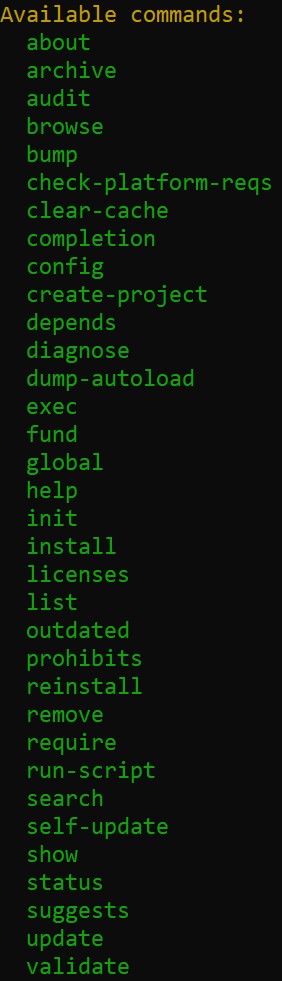 Available commands:
about
archive
audit
browse
bump
check-platform-reqs
clear-cache
completion
config
create-project
depends
diagnose
dump-autoload
exec
fund
global
help
init
install
licenses
list
outdated
prohibits
reinstall
remove
require
run-script
search
self-update
show
status
suggests
update
validate